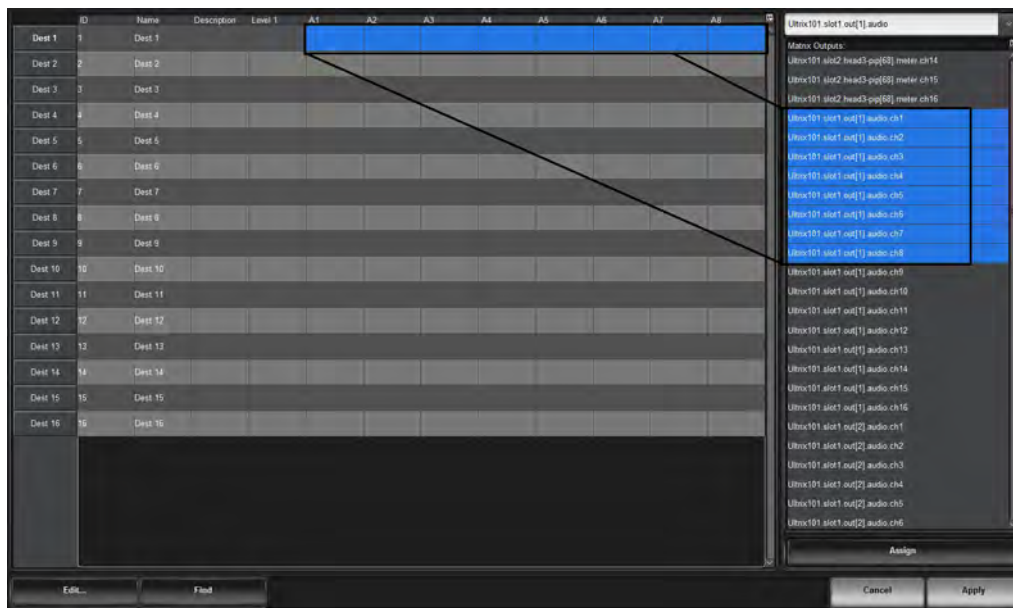 ID Name Description Level 1 A1 A2 A3 A4 A5 A6 A7 A8
Dest 1 1 Dest 1
Dest 2 2 Dest 2
Dest 3 3 Dest 3
Dest 4 4 Dest 4
Dest 5 5 Dest 5
Dest 6 6 Dest 6
Dest 7 7 Dest 7
Dest 8 8 Dest 8
Dest 9 9 Dest 9
Dest 10 10 Dest 10
Dest 11 11 Dest 11
Dest 12 12 Dest 12
Dest 13 13 Dest 13
Dest 14 14 Dest 14
Dest 15 15 Dest 15
Dest 16 16 Dest 16
Ultrix101.slot1.out[1].audio
Matrix Outputs:
Ultrix101.slot2.head3-pip[68].meter.ch14
Ultrix101.slot2.head3-pip[68].meter.ch15
Ultrix101.slot2.head3-pip[68].meter.ch16
Ultrix101.slot1.out[1].audio.ch1
Ultrix101.slot1.out[1].audio.ch2
Ultrix101.slot1.out[1].audio.ch3
Ultrix101.slot1.out[1].audio.ch4
Ultrix101.slot1.out[1].audio.ch5
Ultrix101.slot1.out[1].audio.ch6
Ultrix101.slot1.out[1].audio.ch7
Ultrix101.slot1.out[1].audio.ch8
Ultrix101.slot1.out[1].audio.ch9
Ultrix101.slot1.out[1].audio.ch10
Ultrix101.slot1.out[1].audio.ch11
Ultrix101.slot1.out[1].audio.ch12
Ultrix101.slot1.out[1].audio.ch13
Ultrix101.slot1.out[1].audio.ch14
Ultrix101.slot1.out[1].audio.ch15
Ultrix101.slot1.out[1].audio.ch16
Ultrix101.slot1.out[2].audio.ch1
Ultrix101.slot1.out[2].audio.ch2
Ultrix101.slot1.out[2].audio.ch3
Ultrix101.slot1.out[2].audio.ch4
Ultrix101.slot1.out[2].audio.ch5
Ultrix101.slot1.out[2].audio.ch6
Assign
Edit... Find Cancel Apply